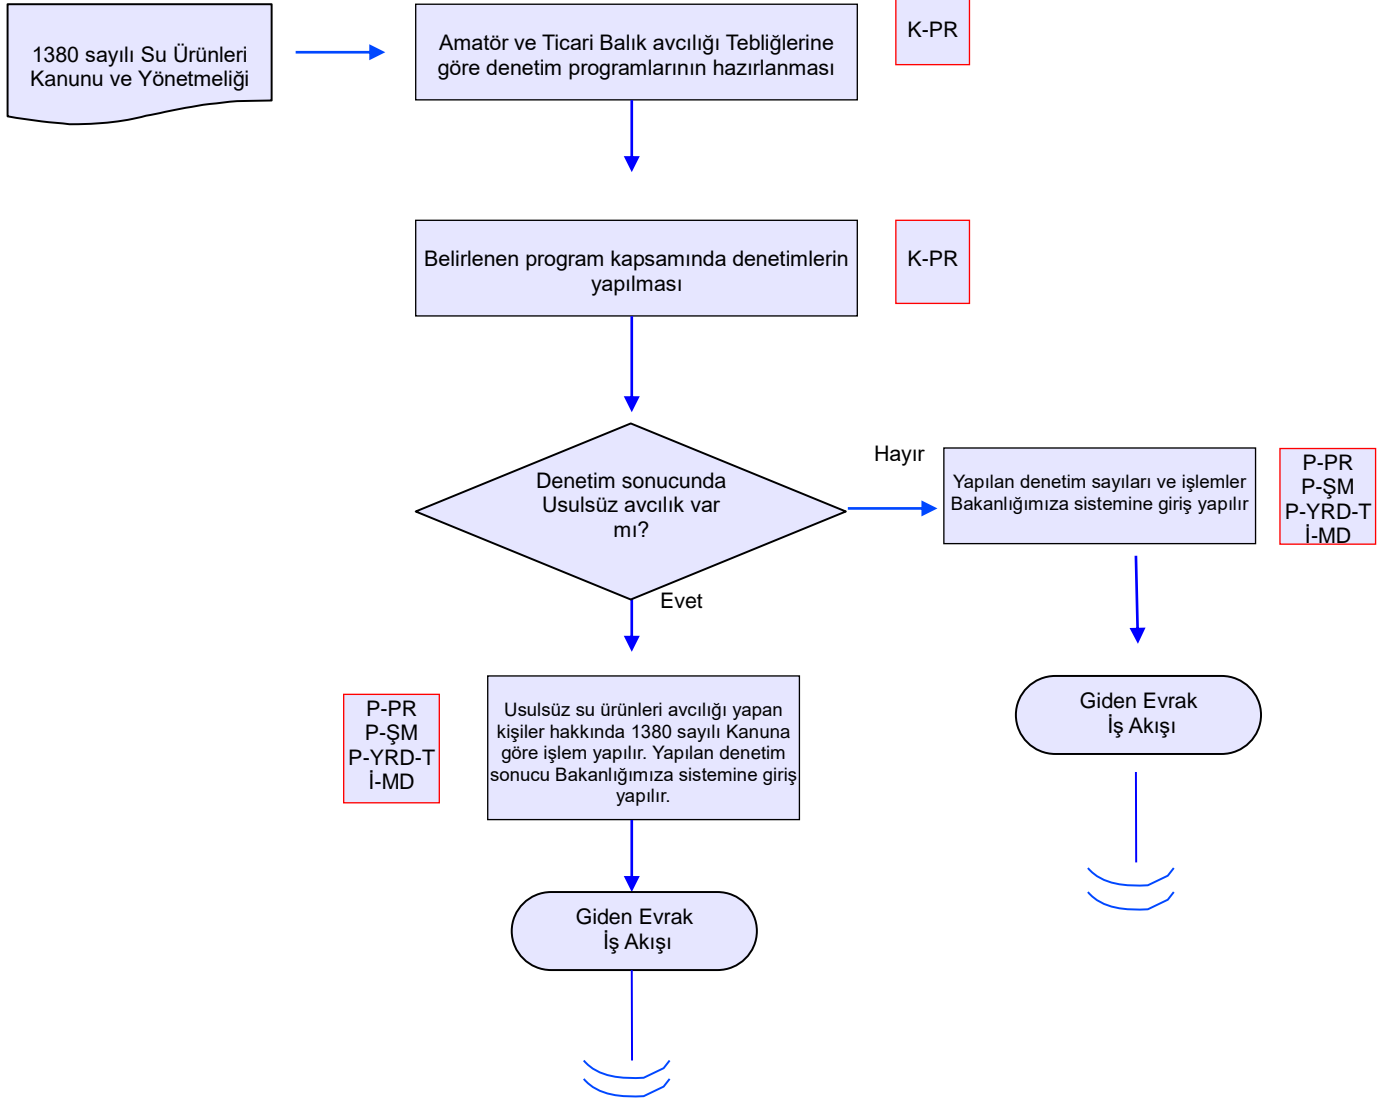 1380 sayılı Su Ürünleri
Kanunu ve Yönetmeliği
Amatör ve Ticari Balık avcılığı Tebliğlerine
göre denetim programlarının hazırlanması
K-PR
Belirlenen program kapsamında denetimlerin
yapılması
K-PR
Denetim sonucunda
Usulsüz avcılık var
mı?
Hayır
Yapılan denetim sayıları ve işlemler
Bakanlığımıza sistemine giriş yapılır
P-PR
P-ŞM
P-YRD-T
İ-MD
Evet
P-PR
P-ŞM
P-YRD-T
İ-MD
Usulsüz su ürünleri avcılığı yapan
kişiler hakkında 1380 sayılı Kanuna
göre işlem yapılır. Yapılan denetim
sonucu Bakanlığımıza sistemine giriş
yapılır.
Giden Evrak
İş Akışı
Giden Evrak
İş Akışı